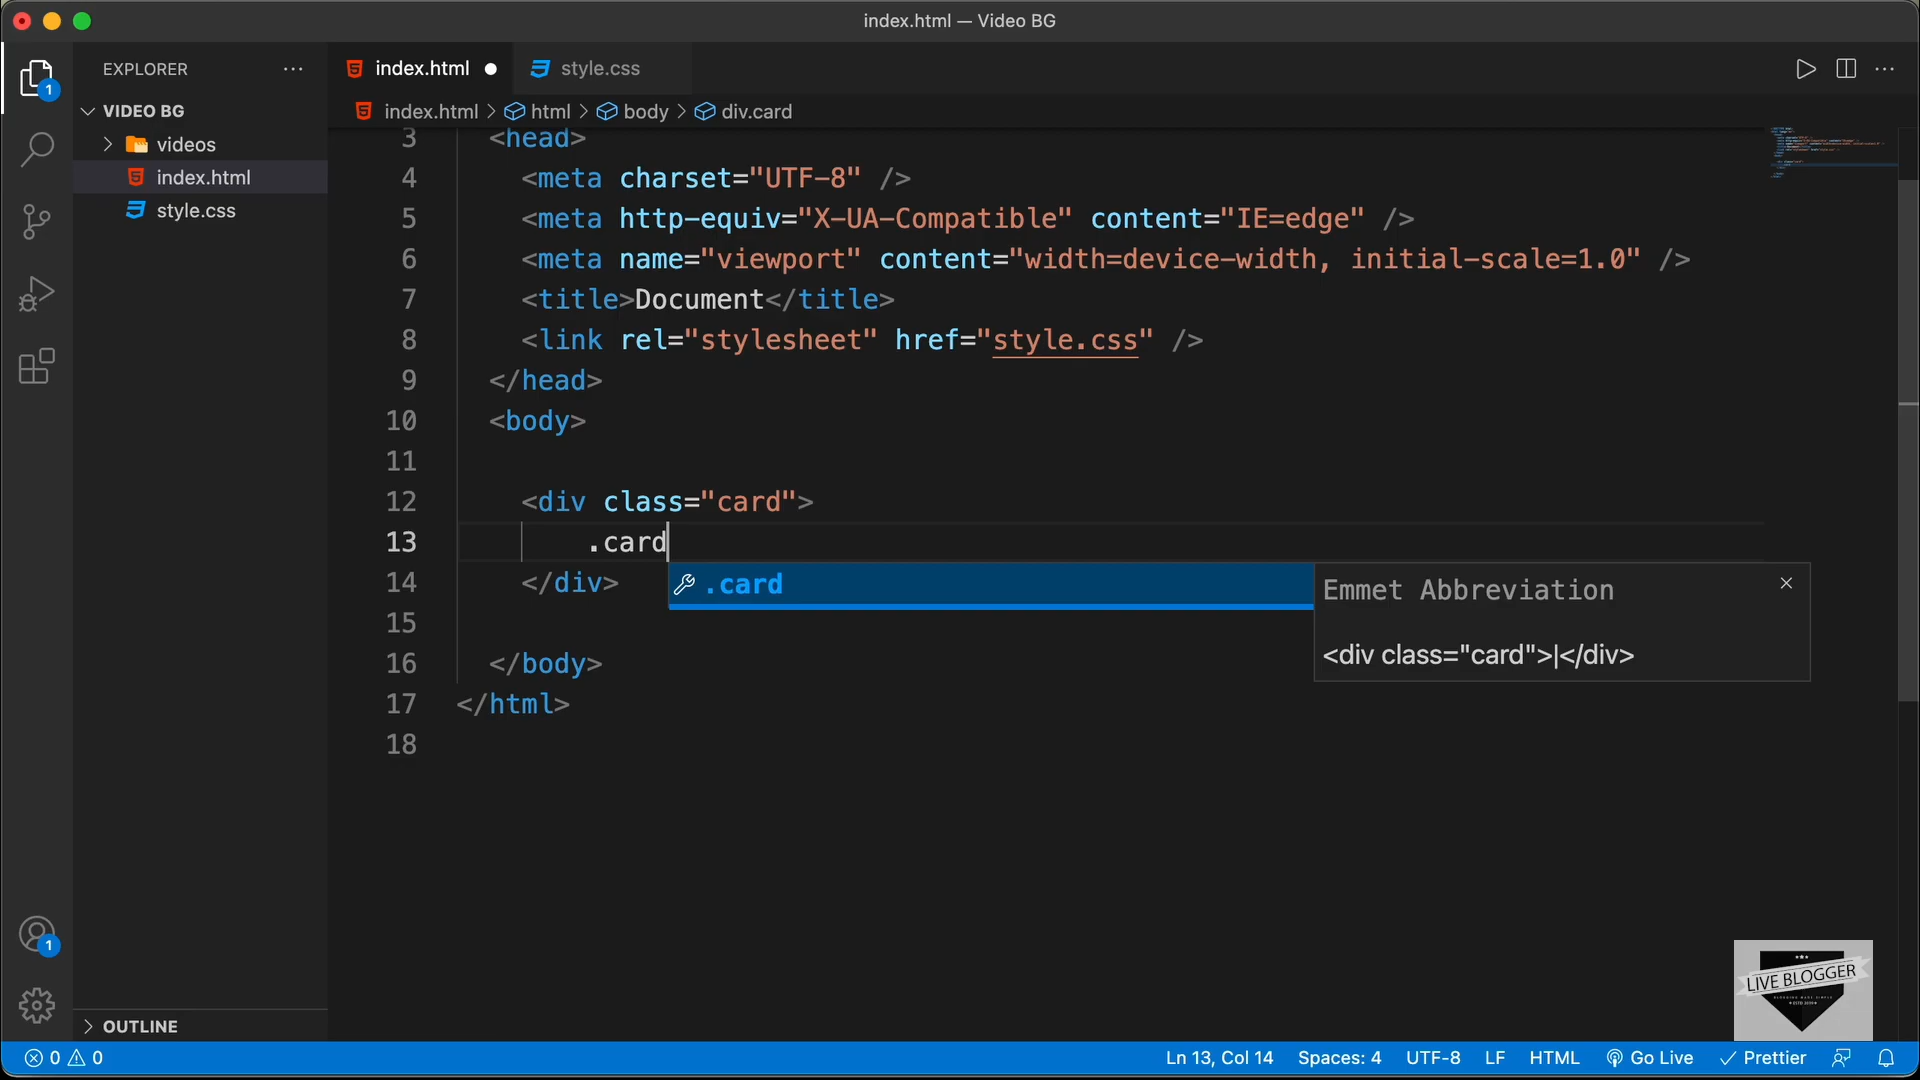 index.html — Video BG
EXPLORER
index.html
style.css
VIDEO BG
index.html html body div.card
videos
index.html
style.css
3 <head>
4 <meta charset="UTF-8" />
5 <meta http-equiv="X-UA-Compatible" content="IE=edge" />
6 <meta name="viewport" content="width=device-width, initial-scale=1.0" />
7 <title>Document</title>
8 <link rel="stylesheet" href="style.css" />
9 </head>
10 <body>
11
12 <div class="card">
13 .card
14 </div>
.card
Emmet Abbreviation
<div class="card">|</div>
15
16 </body>
17 </html>
18
1
1
LIVE BLOGGER
OUTLINE
0 0
Ln 13, Col 14 Spaces: 4 UTF-8 LF HTML Go Live Prettier